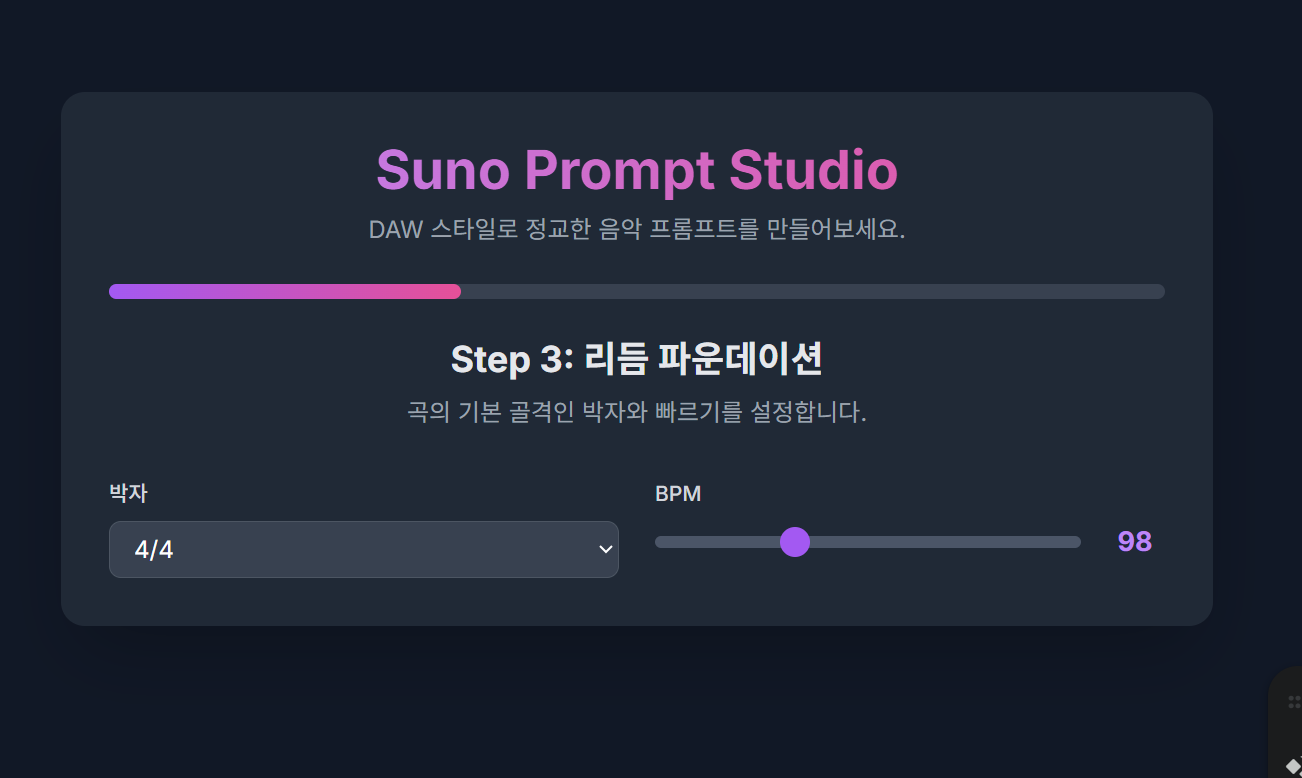 Suno Prompt Studio
DAW 스타일로 정교한 음악 프롬프트를 만들어보세요.
Step 3: 리듬 파운데이션
곡의 기본 골격인 박자와 빠르기를 설정합니다.
박자
BPM
4/4
98